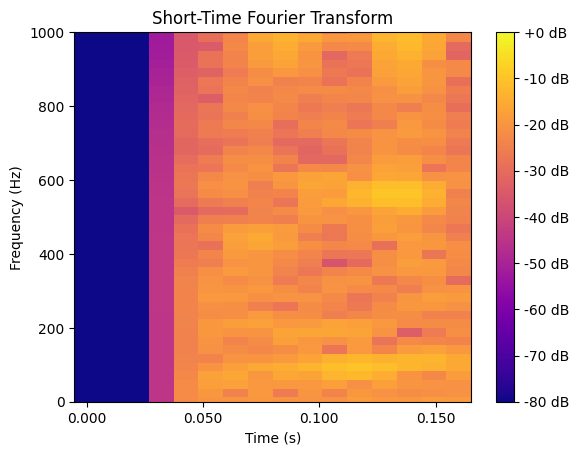 Short-Time Fourier Transform
1000
800
600
400
200
0
Frequency (Hz)
0.000
0.050
0.100
0.150
Time (s)
+0 dB
-10 dB
-20 dB
-30 dB
-40 dB
-50 dB
-60 dB
-70 dB
-80 dB